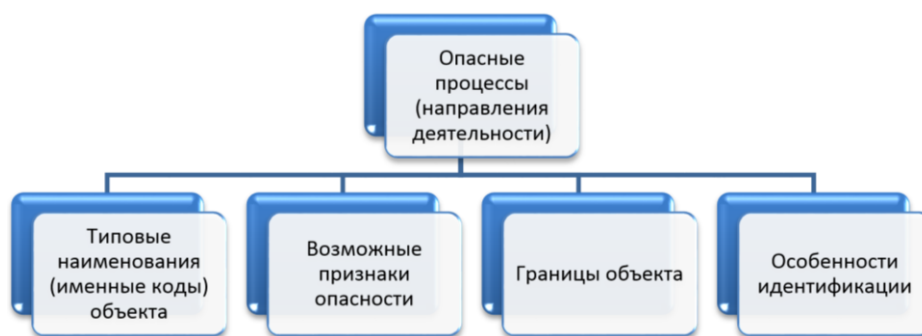 Опасные
процессы
(направления
деятельности)
Типовые
наименования
(именные коды)
объекта
Возможные
признаки
опасности
Границы объекта
Особенности
идентификации